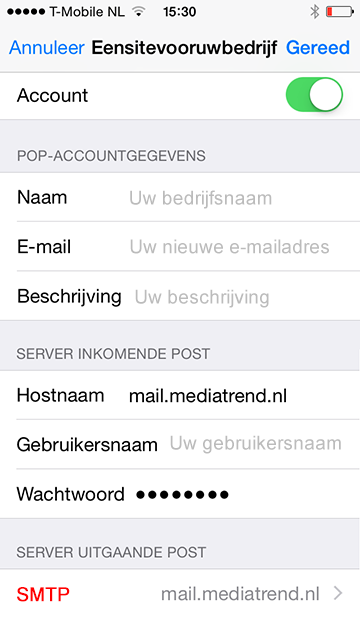 T-Mobile NL 15:30
Annuleer Eensitevooruwbedrijf Gereed
Account
POP-ACCOUNTGEGEVENS
Naam Uw bedrijfsnaam
E-mail Uw nieuwe e-mailadres
Beschrijving Uw beschrijving
SERVER INKOMENDE POST
Hostnaam mail.mediatrend.nl
Gebruikersnaam Uw gebruikersnaam
Wachtwoord ●●●●●●●●
SERVER UITGAANDE POST
SMTP mail.mediatrend.nl